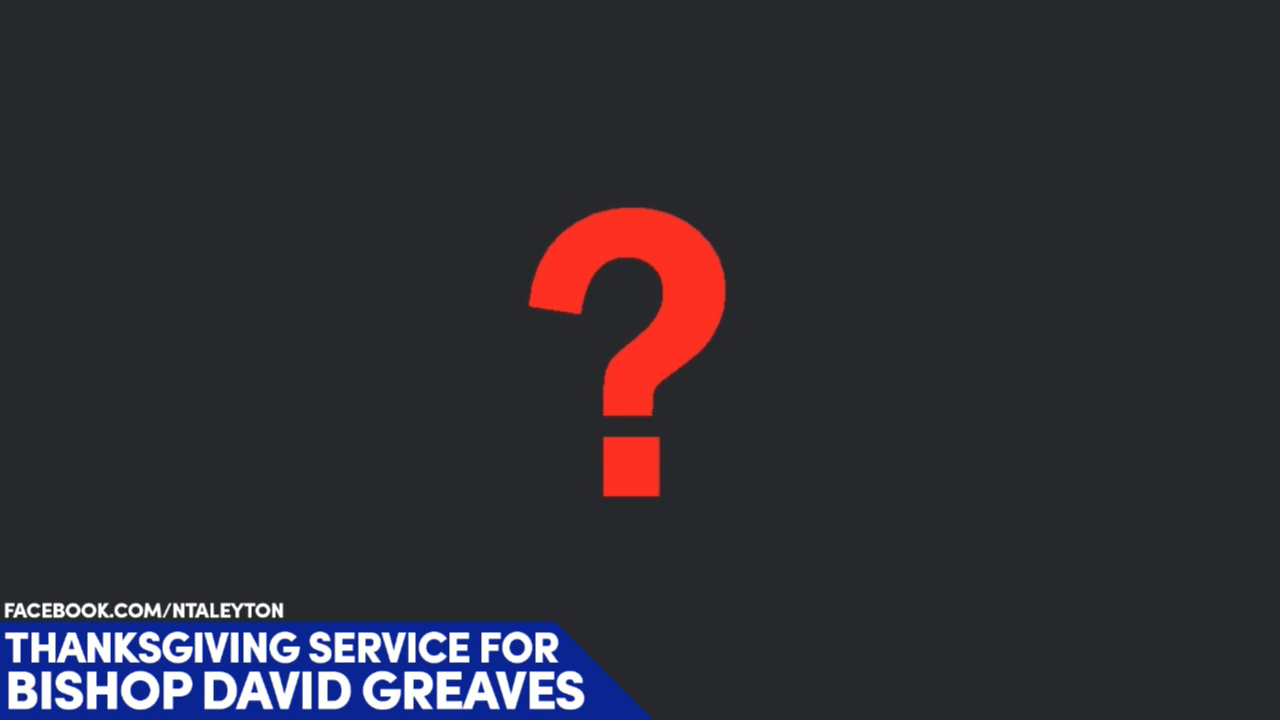 ?
FACEBOOK.COM/NTALEYTON
THANKSGIVING SERVICE FOR
BISHOP DAVID GREAVES